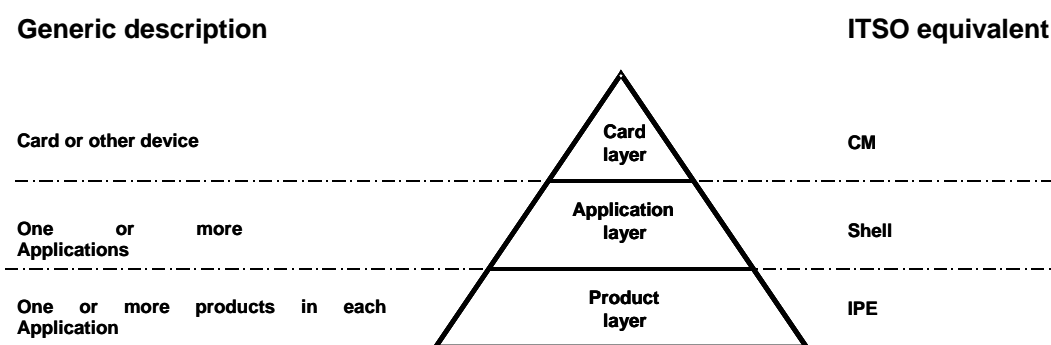 Generic description
ITSO equivalent
Card or other device
Card
layer
CM
One or more
Applications
Application
layer
Shell
One or more products in each
Application
Product
layer
IPE